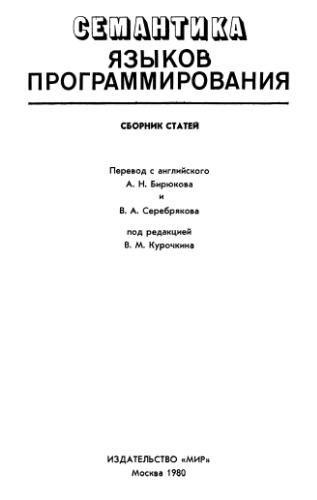 СЕМАНТИКА
ЯЗЫКОВ
ПРОГРАММИРОВАНИЯ
СБОРНИК СТАТЕЙ
Перевод с английского
А. Н. Бирюкова
и
В. А. Серебрякова
под редакцией
В. М. Курочкина
ИЗДАТЕЛЬСТВО «МИР»
Москва 1980